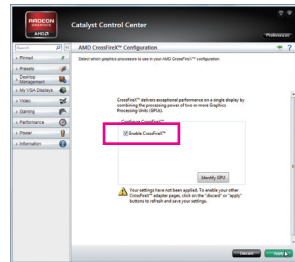 RADEON
GRAPHICS
AMD
Catalyst Control Center
Preferences
Search
AMD CrossFireX™ Configuration
Pinned
Presets
Desktop
Management
My VGA Displays
Video
Gaming
Performance
Power
Information
Select which graphics processors to use in your AMD CrossFireX™ configuration.
CrossFireX™ delivers exceptional performance on a single display by
combining the processing power of two or more Graphics
Processing Units (GPU).
Configure CrossFireX™
Enable CrossFireX™
Identify GPU
Your settings have not been applied. To enable your other
CrossFireX™ adapter pages, click on the "discard" or "apply"
buttons to refresh and save your settings.
Discard
Apply